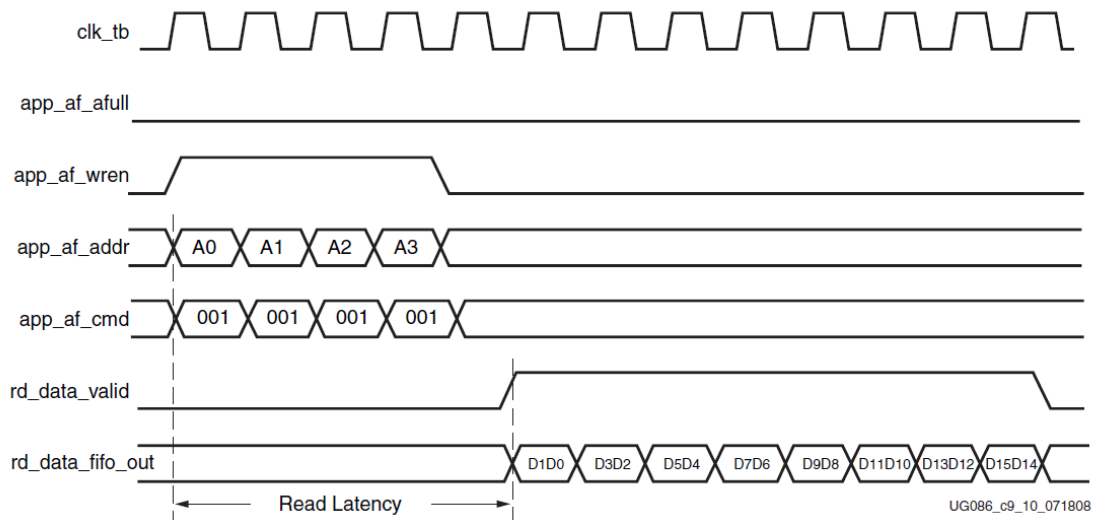 clk_tb
app_af_afull
app_af_wren
app_af_addr A0 A1 A2 A3
app_af_cmd 001 001 001 001
rd_data_valid
rd_data_fifo_out D1D0 D3D2 D5D4 D7D6 D9D8 D11D10 D13D12 D15D14
Read Latency
UG086_c9_10_071808